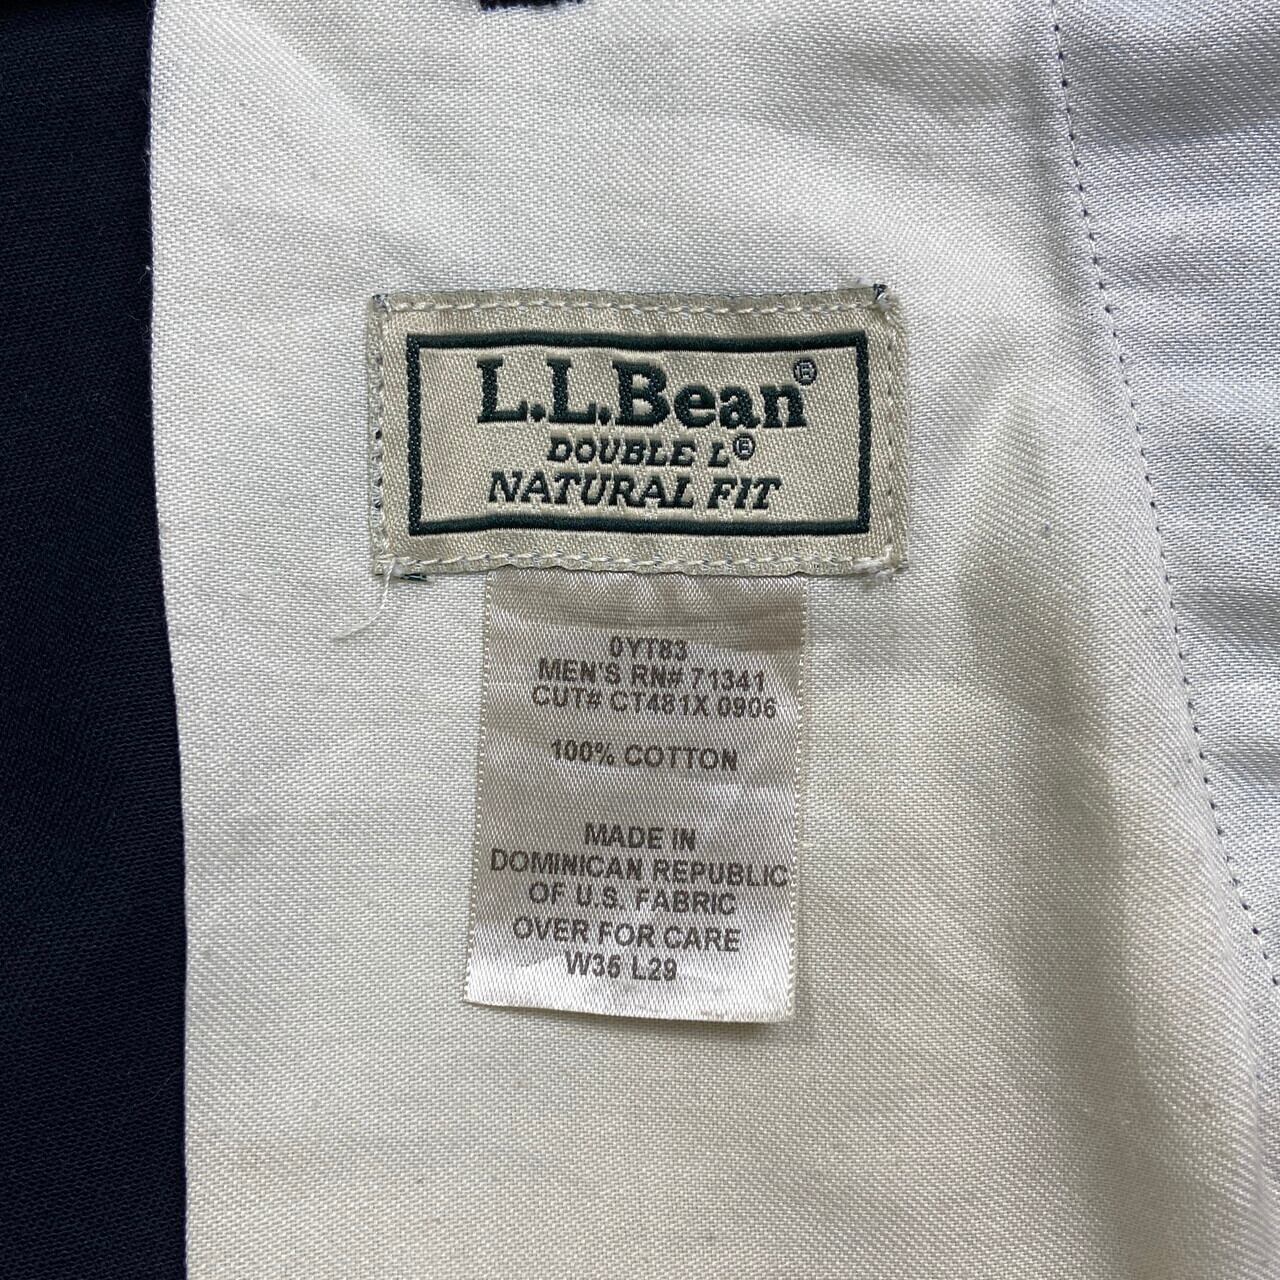 L.L.Bean®
DOUBLE L®
NATURAL FIT
0YT83
MEN'S RN# 71341
CUT# CT481X 0906
100% COTTON
MADE IN
DOMINICAN REPUBLIC
OF U.S. FABRIC
OVER FOR CARE
W36 L29